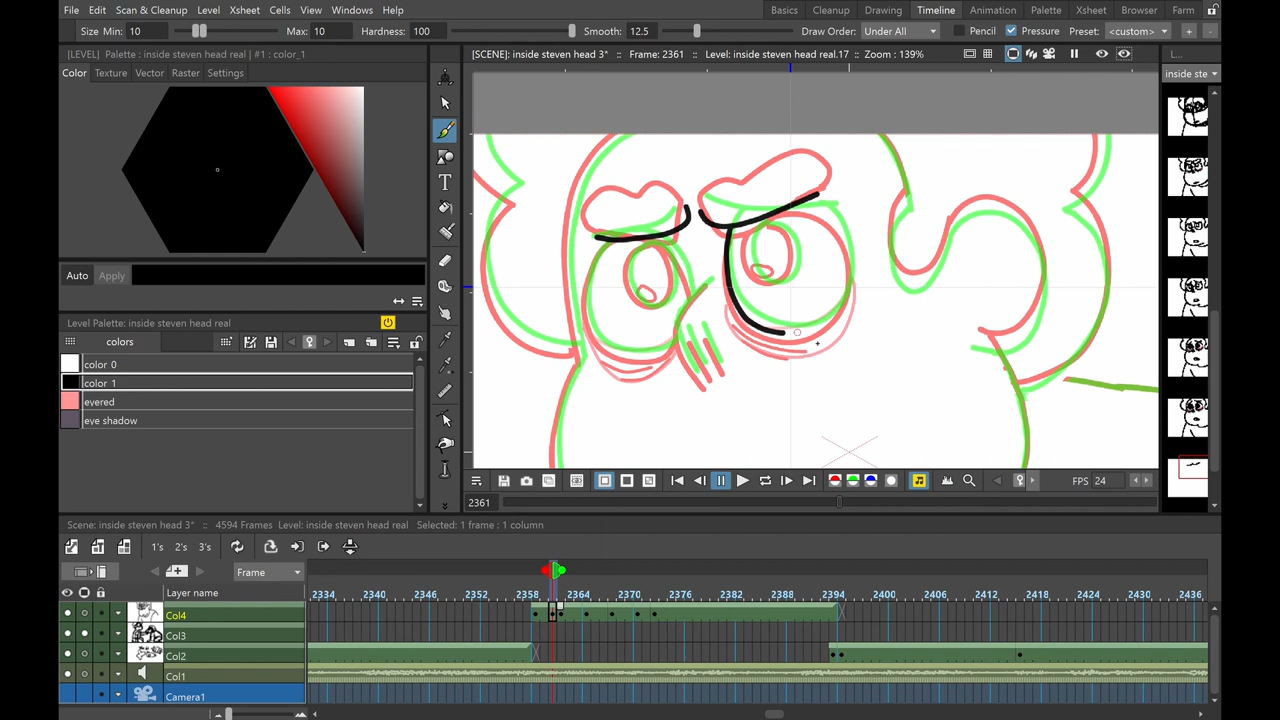 File Edit Scan & Cleanup Level Xsheet Cells View Windows Help Basics Cleanup Drawing Timeline Animation Palette Xsheet Browser Farm
Size Min: 10 Max: 10 Hardness: 100 Smooth: 12.5 Draw Order: Under All Pencil Pressure Preset: <custom> + -
[LEVEL] Palette: inside steven head real | #1 : color_1
[SCENE]: inside steven head 3* :: Frame: 2361 :: Level: inside steven head real.17 :: Zoom : 139%
L...
Color Texture Vector Raster Settings
inside ste
Auto Apply
Level Palette: inside steven head real
colors
color 0
color 1
eyered
eye shadow
FPS 24
2361
Scene: inside steven head 3* :: 4594 Frames Level: inside steven head real Selected: 1 frame : 1 column
1's 2's 3's
Frame
Layer name
2334 2340 2346 2352 2358 2364 2370 2376 2382 2388 2394 2400 2406 2412 2418 2424 2430 2436
Col4
Col3
Col2
Col1
Camera1